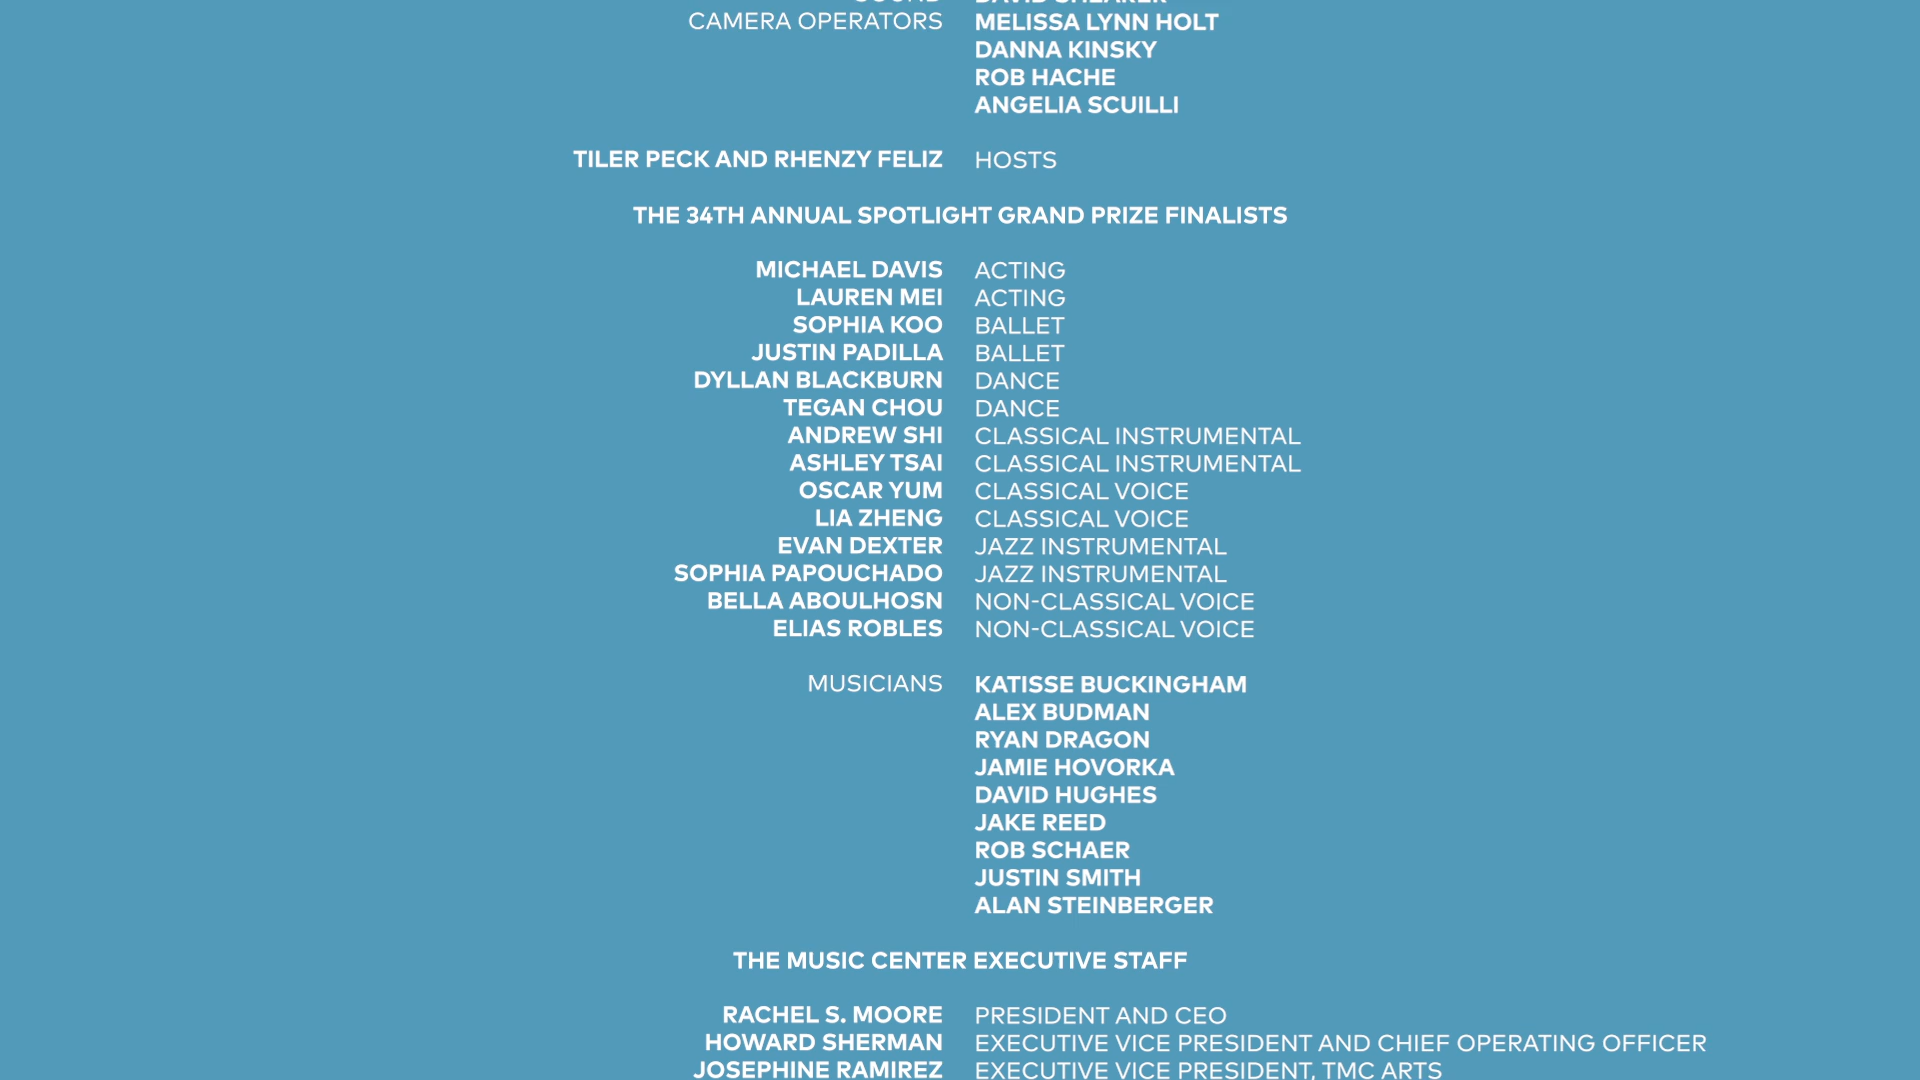 CAMERA OPERATORS MELISSA LYNN HOLT
DANNA KINSKY
ROB HACHE
ANGELIA SCUILLI
TILER PECK AND RHENZY FELIZ HOSTS
THE 34TH ANNUAL SPOTLIGHT GRAND PRIZE FINALISTS
MICHAEL DAVIS ACTING
LAUREN MEI ACTING
SOPHIA KOO BALLET
JUSTIN PADILLA BALLET
DYLLAN BLACKBURN DANCE
TEGAN CHOU DANCE
ANDREW SHI CLASSICAL INSTRUMENTAL
ASHLEY TSAI CLASSICAL INSTRUMENTAL
OSCAR YUM CLASSICAL VOICE
LIA ZHENG CLASSICAL VOICE
EVAN DEXTER JAZZ INSTRUMENTAL
SOPHIA PAPOUCHADO JAZZ INSTRUMENTAL
BELLA ABOULHOSN NON-CLASSICAL VOICE
ELIAS ROBLES NON-CLASSICAL VOICE
MUSICIANS KATISSE BUCKINGHAM
ALEX BUDMAN
RYAN DRAGON
JAMIE HOVORKA
DAVID HUGHES
JAKE REED
ROB SCHAER
JUSTIN SMITH
ALAN STEINBERGER
THE MUSIC CENTER EXECUTIVE STAFF
RACHEL S. MOORE PRESIDENT AND CEO
HOWARD SHERMAN EXECUTIVE VICE PRESIDENT AND CHIEF OPERATING OFFICER
JOSEPHINE RAMIREZ EXECUTIVE VICE PRESIDENT, TMC ARTS